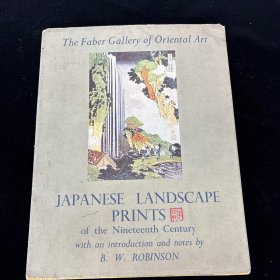 The Faber Gallery of Oriental Art
JAPANESE LANDSCAPE
PRINTS
of the Nineteenth Century
with an introduction and notes by
B. W. ROBINSON